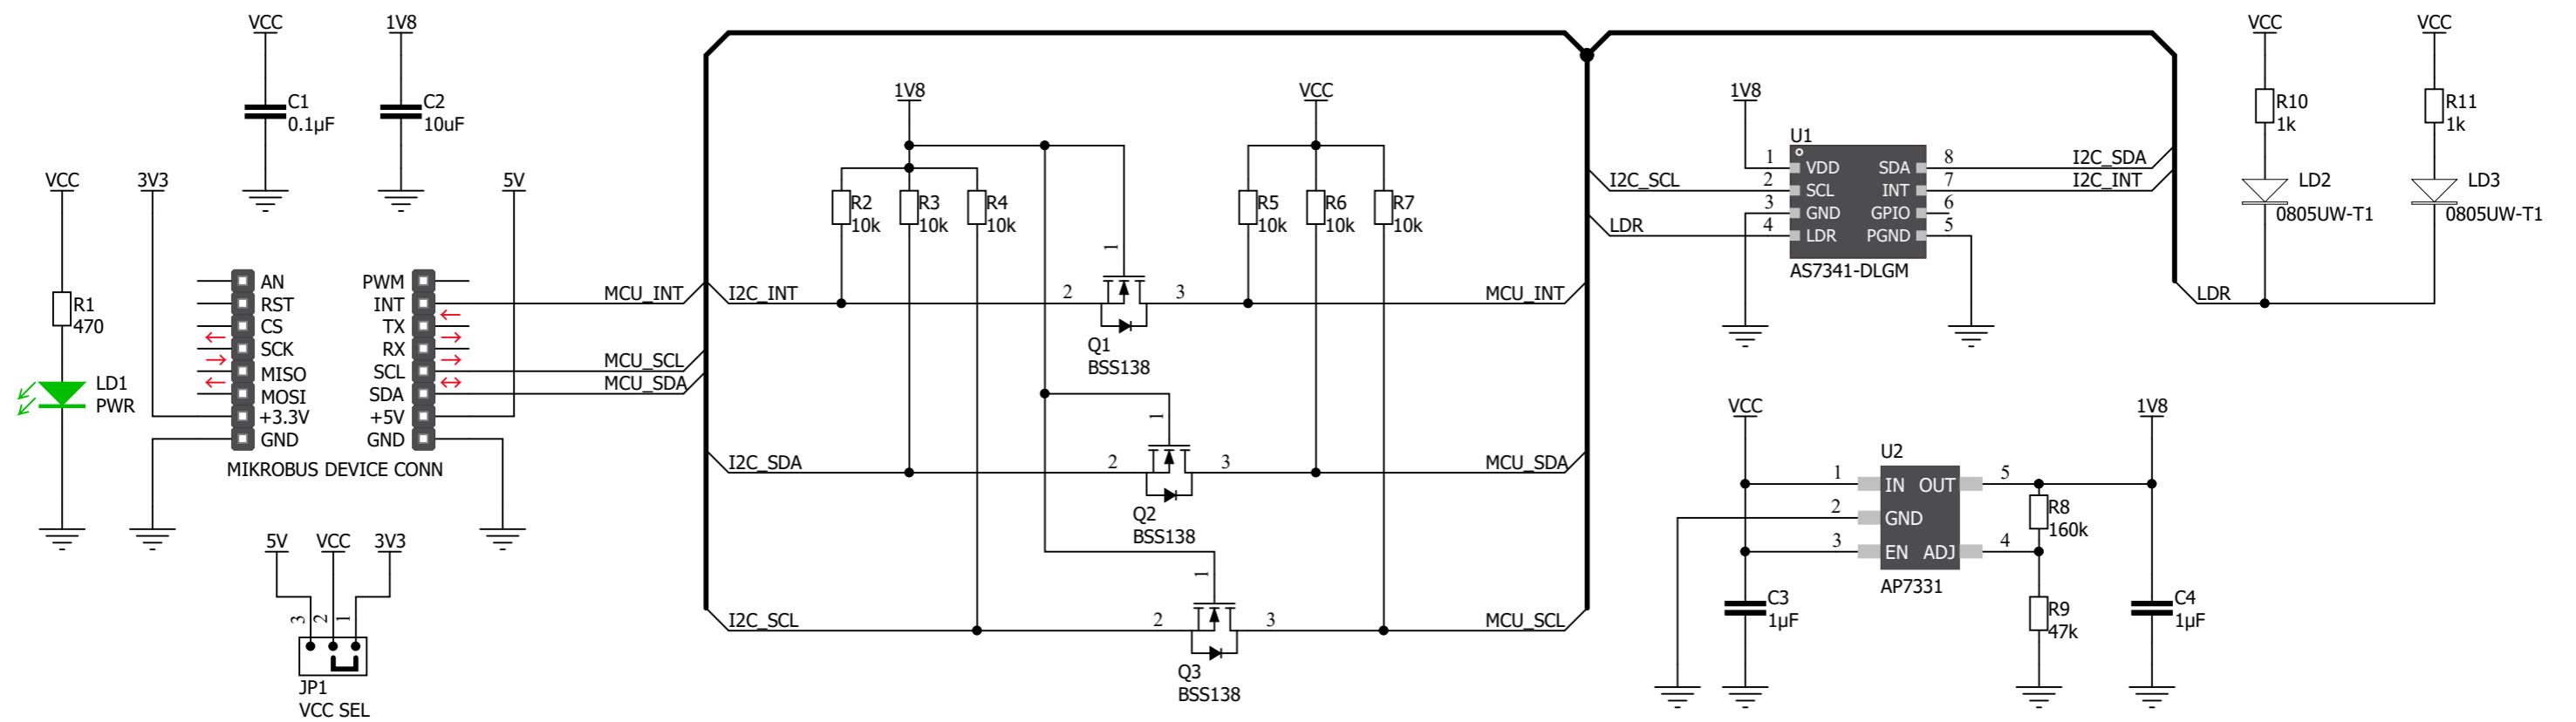 VCC
C1
0.1µF
1V8
C2
10uF
VCC
R1
470
LD1
PWR
3V3
5V
AN
RST
CS
SCK
MISO
MOSI
+3.3V
GND
PWM
INT
TX
RX
SCL
SDA
+5V
GND
MIKROBUS DEVICE CONN
MCU_INT
MCU_SCL
MCU_SDA
5V
VCC
3V3
3
2
1
JP1
VCC SEL
1V8
R2
10k
R3
10k
R4
10k
VCC
R5
10k
R6
10k
R7
10k
I2C_INT
2
1
3
MCU_INT
Q1
BSS138
I2C_SDA
2
1
3
MCU_SDA
Q2
BSS138
I2C_SCL
2
1
3
MCU_SCL
Q3
BSS138
1V8
I2C_SCL
LDR
U1
1
2
3
4
VDD
SCL
GND
LDR
SDA
INT
GPIO
PGND
8
7
6
5
AS7341-DLGM
I2C_SDA
I2C_INT
VCC
R10
1k
LD2
0805UW-T1
VCC
R11
1k
LD3
0805UW-T1
LDR
VCC
C3
1µF
U2
1
2
3
IN
GND
EN
OUT
ADJ
5
4
AP7331
R8
160k
R9
47k
1V8
C4
1µF